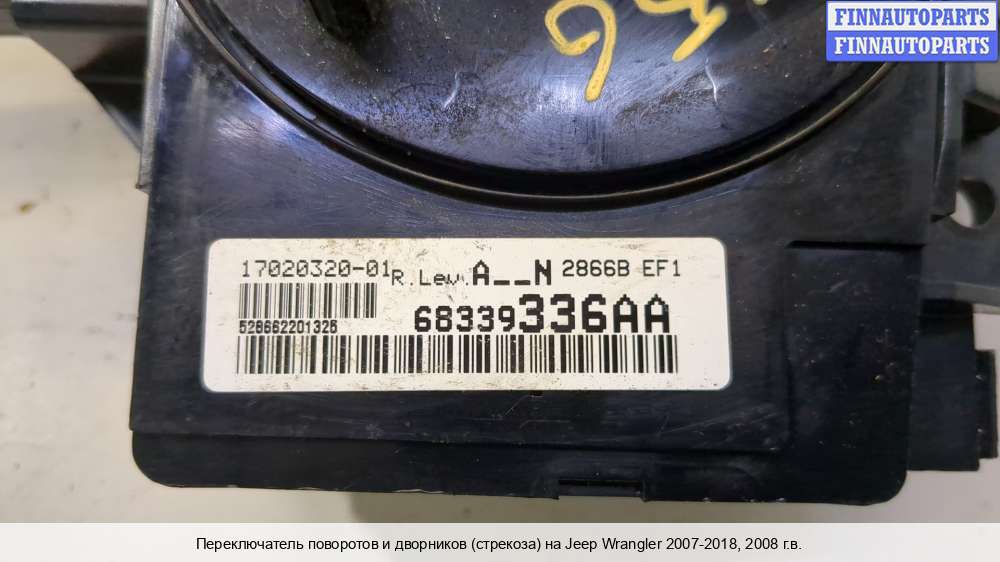 FINNAUTOPARTS
FINNAUTOPARTS
6
17020320-01 R.Lev. A__N 2866B EF1
528662201326 68339336AA
Переключатель поворотов и дворников (стрекоза) на Jeep Wrangler 2007-2018, 2008 г.в.